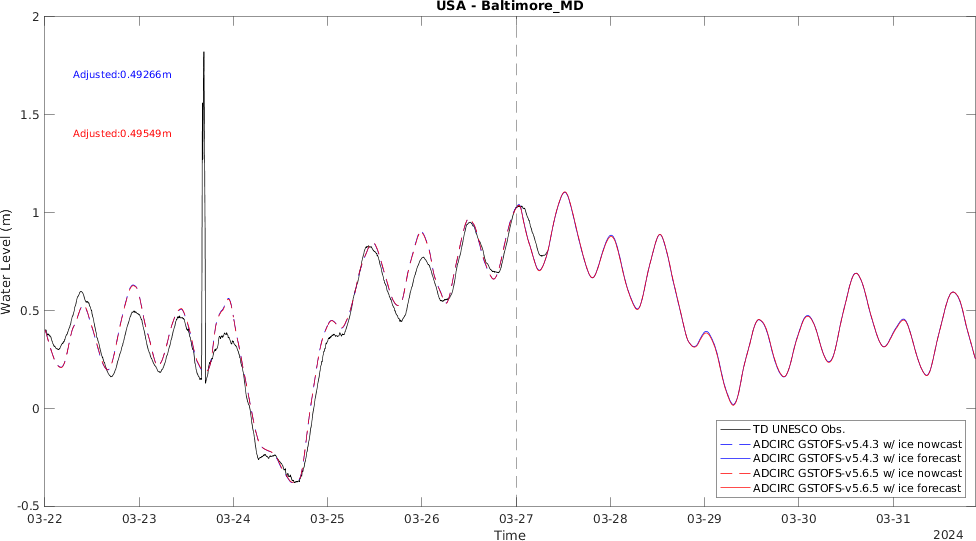 USA - Baltimore_MD
2
1.5
1
0.5
0
-0.5
Water Level (m)
Adjusted:0.49266m
Adjusted:0.49549m
TD UNESCO Obs.
ADCIRC GSTOFS-v5.4.3 w/ ice nowcast
ADCIRC GSTOFS-v5.4.3 w/ ice forecast
ADCIRC GSTOFS-v5.6.5 w/ ice nowcast
ADCIRC GSTOFS-v5.6.5 w/ ice forecast
03-22 03-23 03-24 03-25 03-26 03-27 03-28 03-29 03-30 03-31
Time
2024